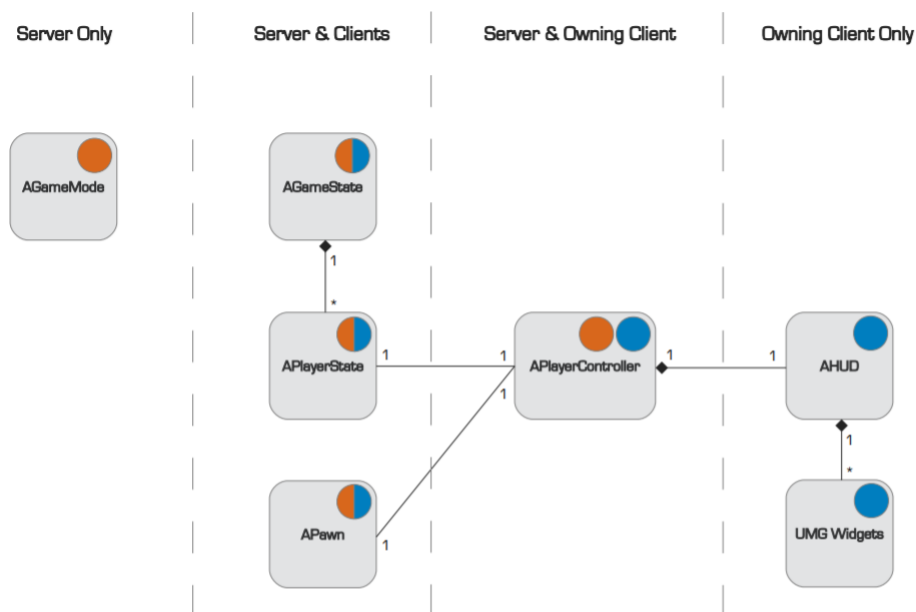 Server Only
Server & Clients
Server & Owning Client
Owning Client Only
AGameMode
AGameState
1
*
APlayerState
1
1
APlayerController
1
1
AHUD
1
1
*
APawn
1
UMG Widgets